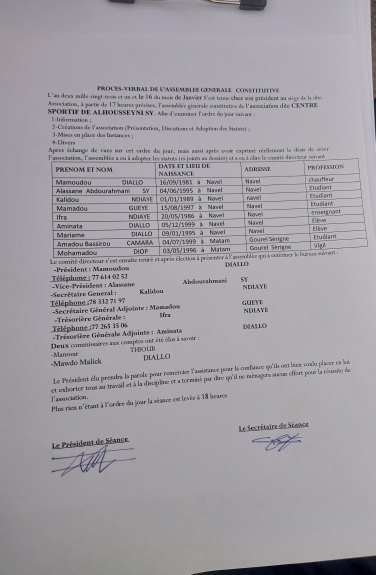 PROCES-VERBAL DE L'ASSEMBLEE GENERALE CONSTITUTIVE
L'an deux mille vingt-trois et un et le 16 du mois de Janvier s'est tenue chez son président au siège de la dite
Association, à partir de 17 heures précises, l'assemblée générale constitutive de l'association dite CENTRE
SPORTIF DE ALHOUSSEYNI SY. Afin d'examiner l'ordre du jour suivant :
1-Information ;
2-Créations de l'association (Présentation, Discutions et Adoption des Statuts) ;
3-Mises en place des Instances ;
4-Divers
Après échange de vues sur cet ordre du jour, mais aussi après avoir exprimé réellement le désir de créer
l'association, l'assemblée a eu à adopter les statuts (ci-joints au dossier) et a eu à élire le comité directeur suivant
PRENOM ET NOM DATE ET LIEU DE NAISSANCE ADRESSE PROFESSION
Mamoudou DIALLO 16/09/1981 à Navel Navel chauffeur
Alassane Abdourahmani SY 04/06/1995 à Navel Navel Etudiant
Kalidou NDIAYE 01/01/1989 à Navel navel Etudiant
Mamadou GUEYE 15/08/1997 à Navel Navel Etudiant
Ifra NDIAYE 20/05/1986 à Navel Navel enseignant
Aminata DIALLO 05/12/1999 à Navel Navel Elève
Mariame DIALLO 09/01/1995 à Navel Navel Elève
Amadou Bassirou CAMARA 04/07/1999 à Matam Gourel Sérigne Etudiant
Mohamadou DIOP 03/05/1996 à Matam Gourel Sérigne Vigil
Le comité directeur s'est ensuite retiré et après élection à présenter à l'assemblée qui à entériner le bureau suivant :
-Président : Mamoudou DIALLO
Téléphone : 77 614 02 52
-Vice-Président : Alassane Abdourahmani SY
-Secrétaire General : Kalidou NDIAYE
Téléphone :78 332 71 97
-Secrétaire Général Adjointe : Mamadou GUEYE
-Trésorière Générale : Ifra NDIAYE
Téléphone :77 265 35 06
-Trésorière Générale Adjointe : Aminata DIALLO
Deux commissaires aux comptes ont été élus à savoir :
-Mansour THIOUB
-Mawdo Malick DIALLO
Le Président élu prendra la parole pour remercier l'assistance pour la confiance qu'ils ont bien voulu placer en lui
et exhorter tous au travail et à la discipline et a terminé par dire qu'il ne ménagera aucun effort pour la réussite de
l'association.
Plus rien n'étant à l'ordre du jour la séance on levée à 18 heures
Le Président de Séance
Le Secrétaire de Séance